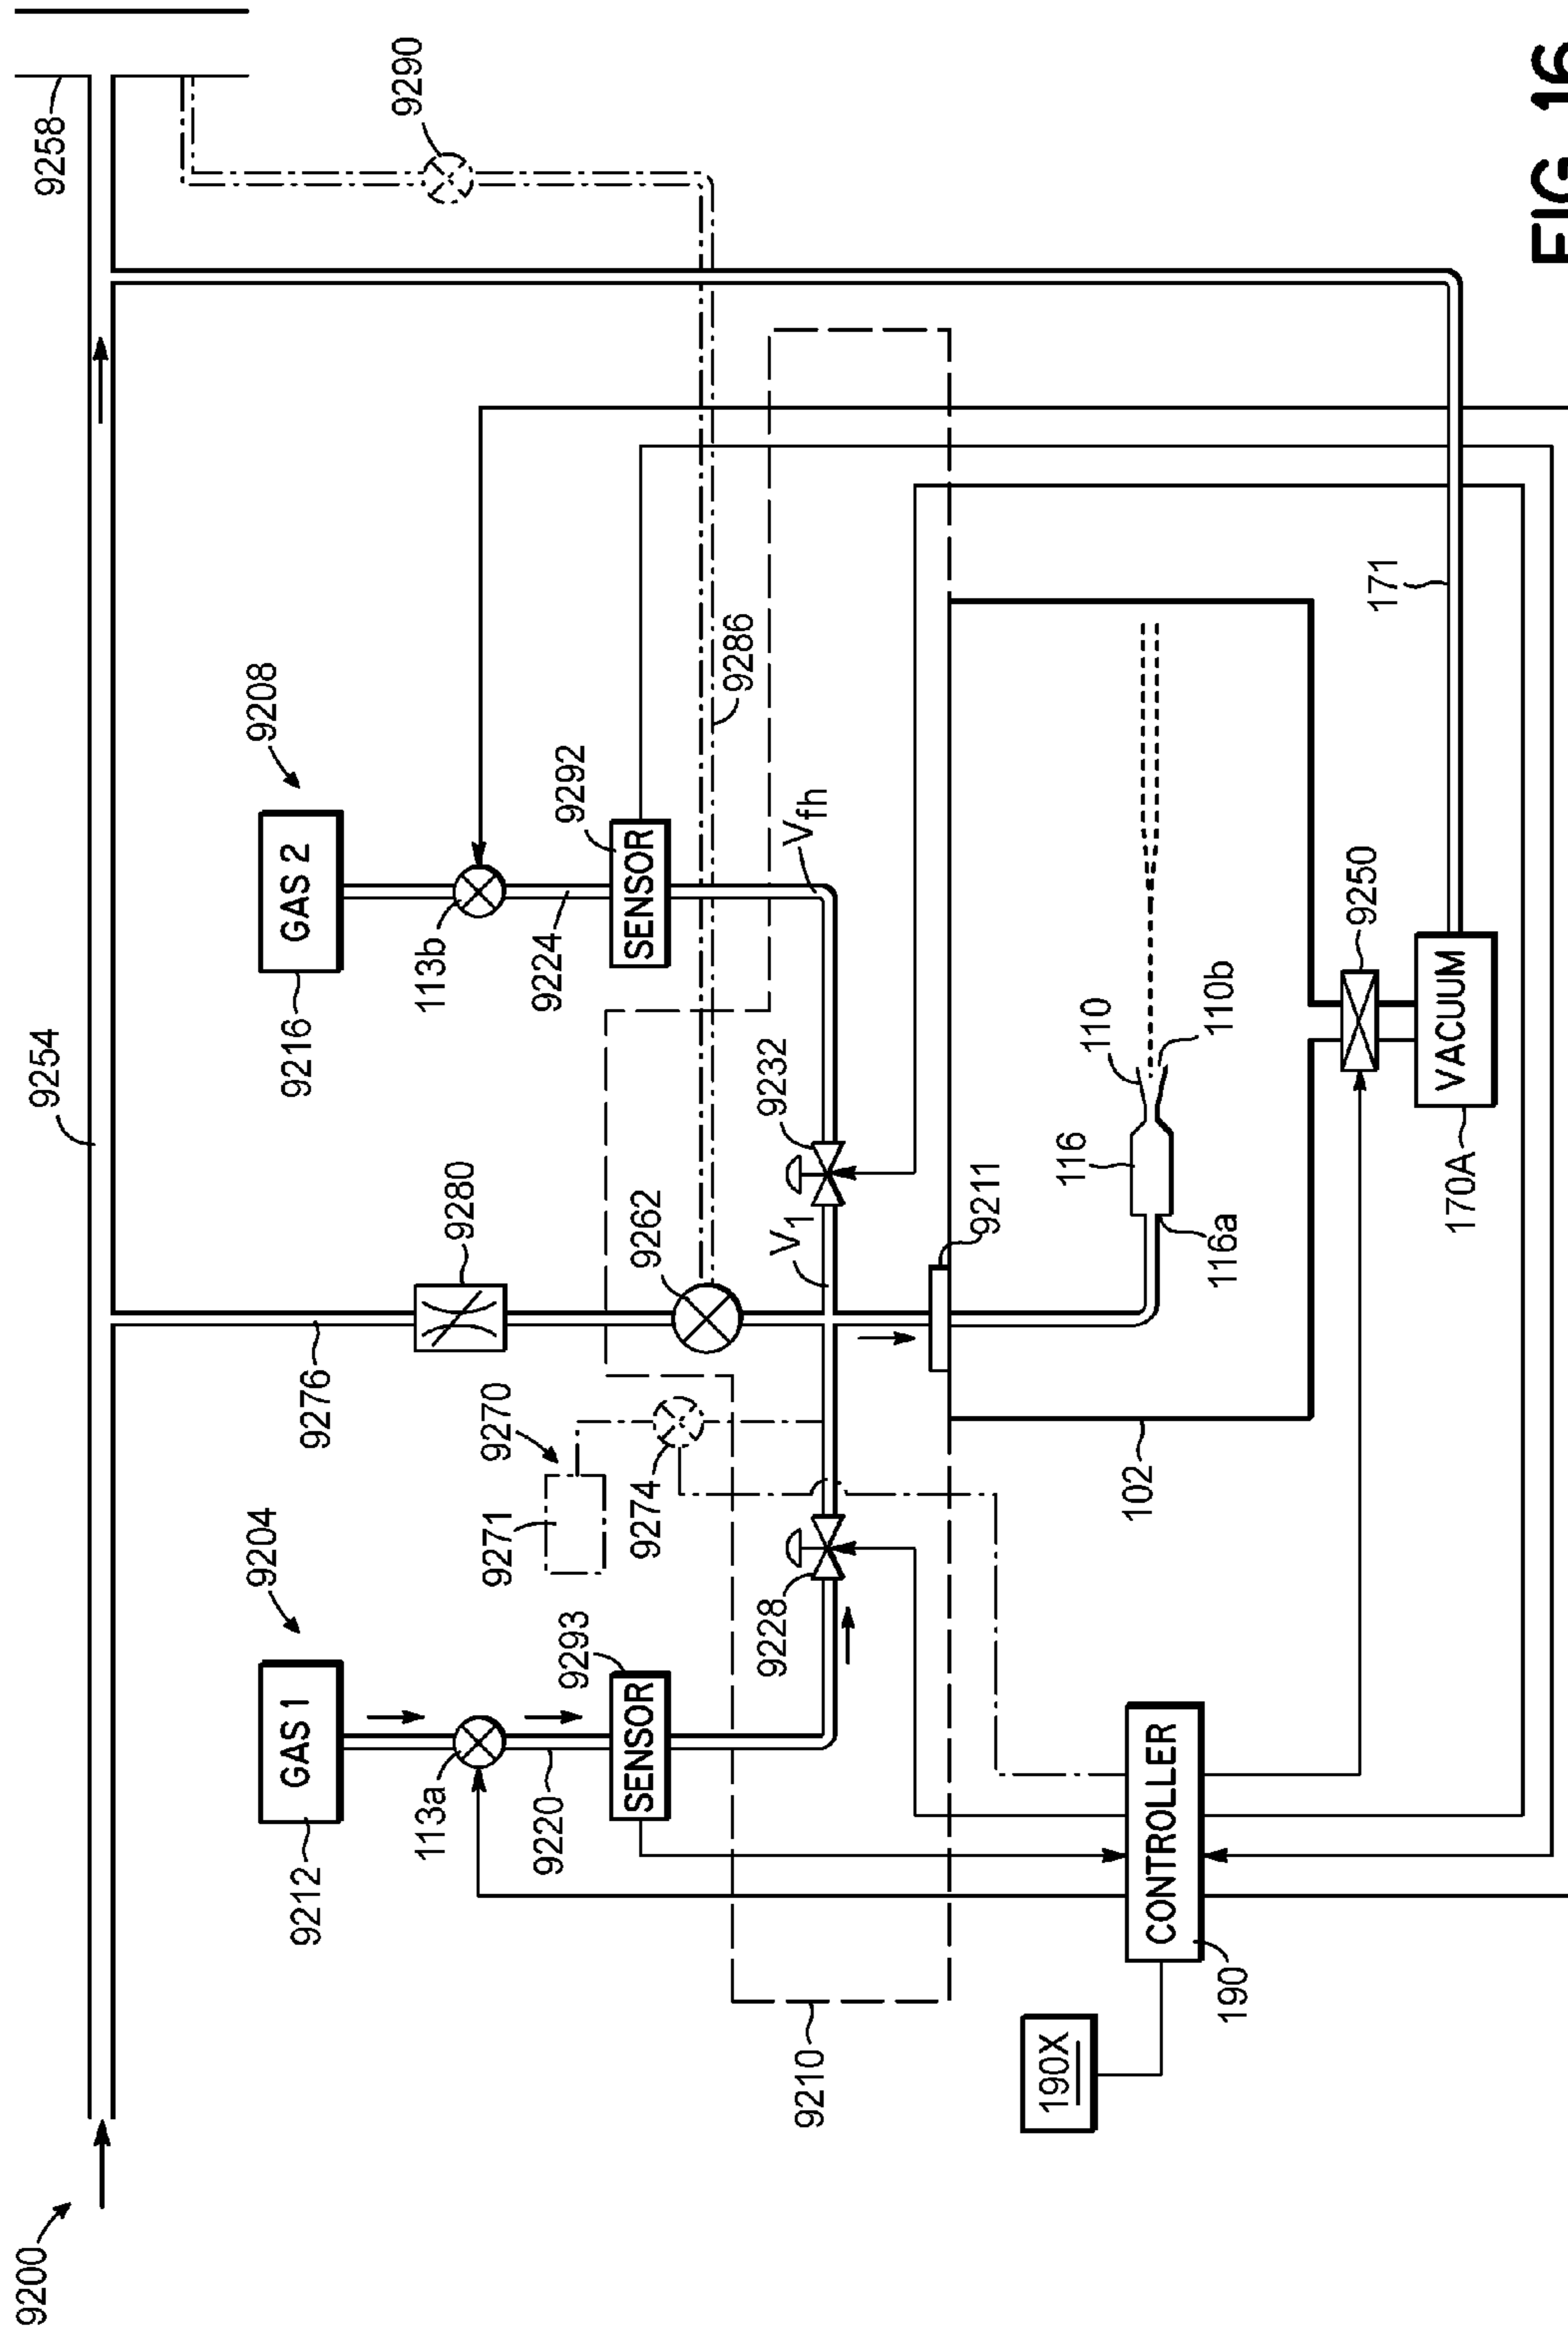 FIG. 16
9200
9254
9258
9290
9204
9212
GAS 1
113a
9220
9293
SENSOR
9228
9270
9271
9274
9276
9280
9262
V1
9232
9208
9216
GAS 2
113b
9224
9292
SENSOR
Vfh
9286
9210
9211
116
116a
110
110b
102
171
9250
VACUUM
170A
CONTROLLER
190
190X